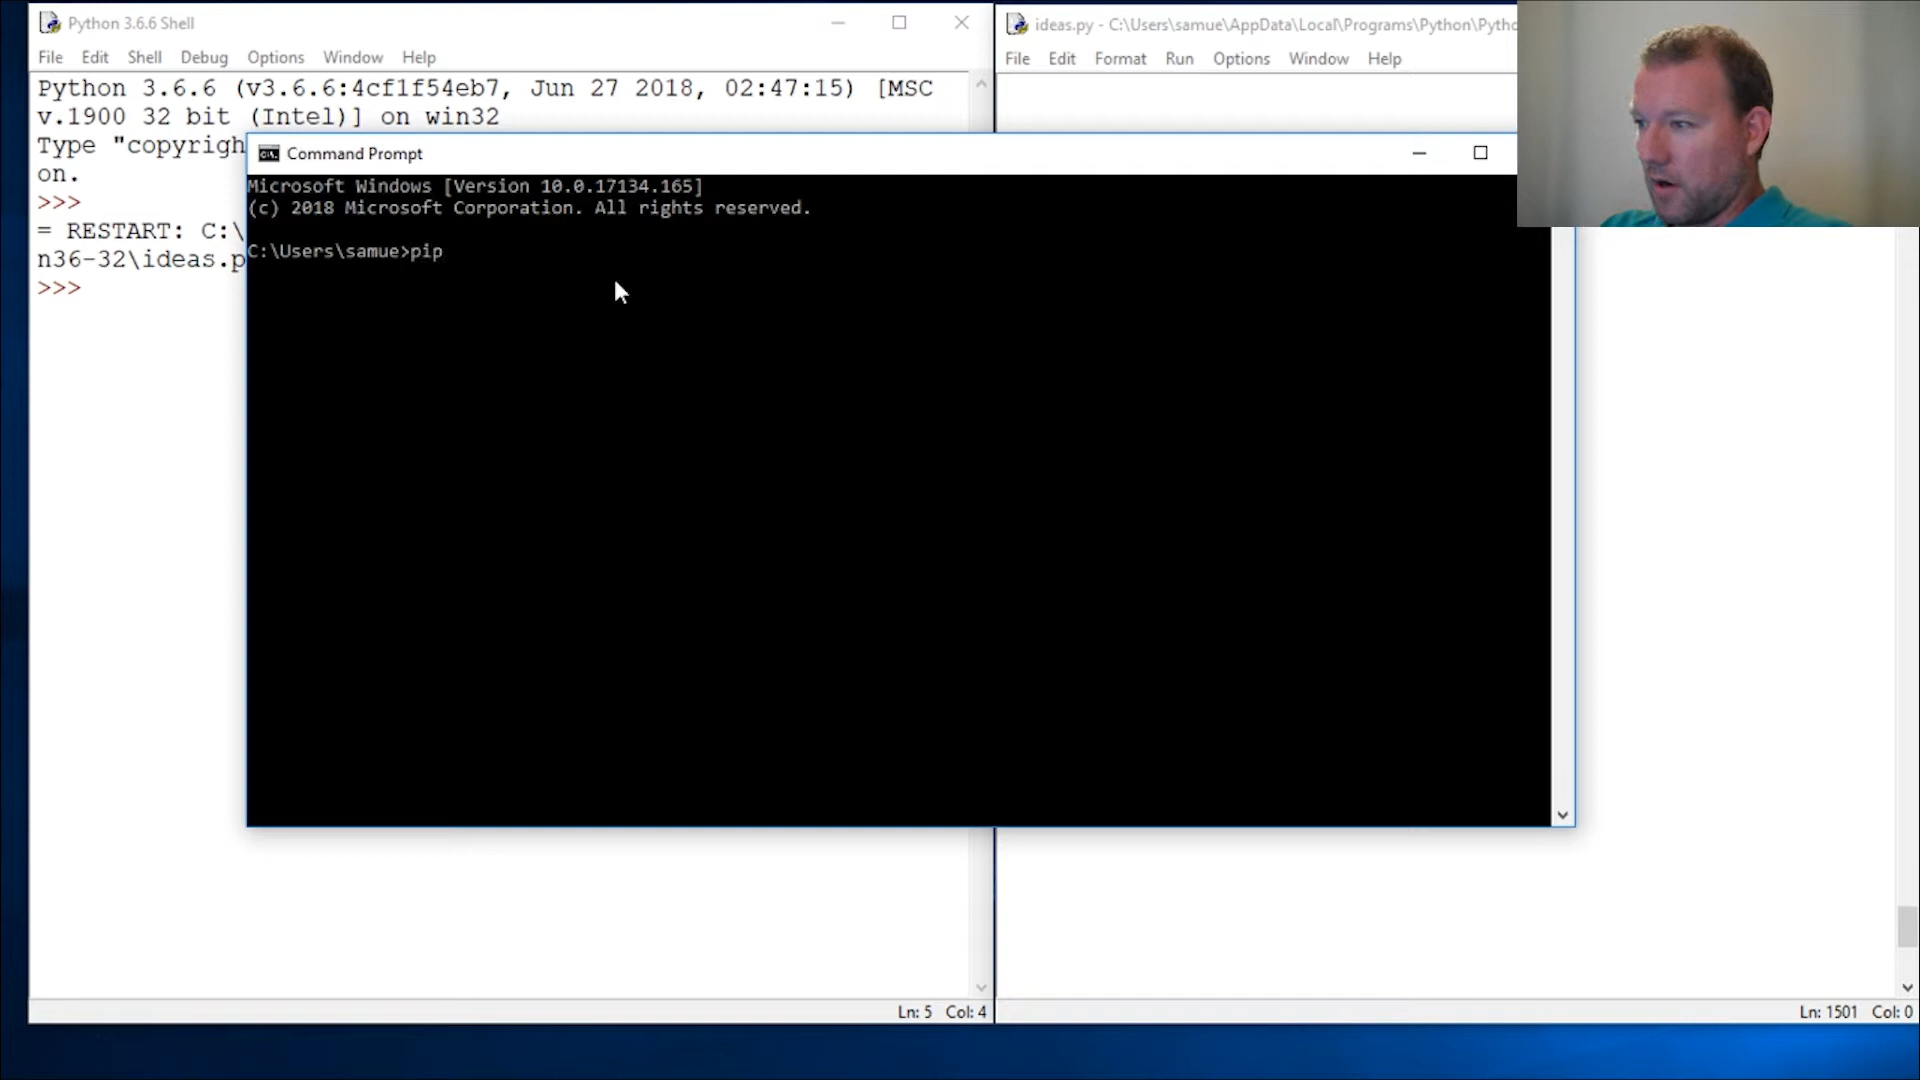 Python 3.6.6 Shell
File Edit Shell Debug Options Window Help
Python 3.6.6 (v3.6.6:4cf1f54eb7, Jun 27 2018, 02:47:15) [MSC
v.1900 32 bit (Intel)] on win32
Type "copyrigh
on.
>>>
= RESTART: C:\
n36-32\ideas.p
>>>
Ln: 5 Col: 4
ideas.py - C:\Users\samue\AppData\Local\Programs\Python\Pytho
File Edit Format Run Options Window Help
Ln: 1501 Col: 0
Command Prompt
Microsoft Windows [Version 10.0.17134.165]
(c) 2018 Microsoft Corporation. All rights reserved.
C:\Users\samue>pip